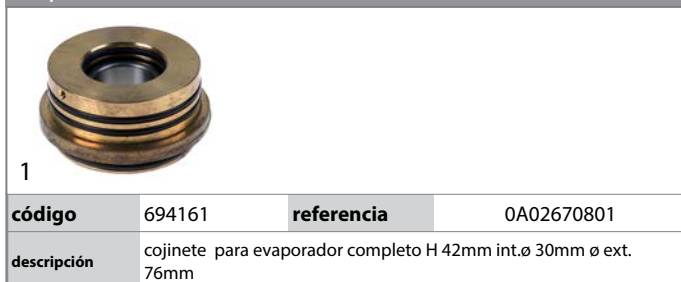 1
código 694161 referencia 0A02670801
descripción cojinete para evaporador completo H 42mm int.ø 30mm ø ext.
76mm